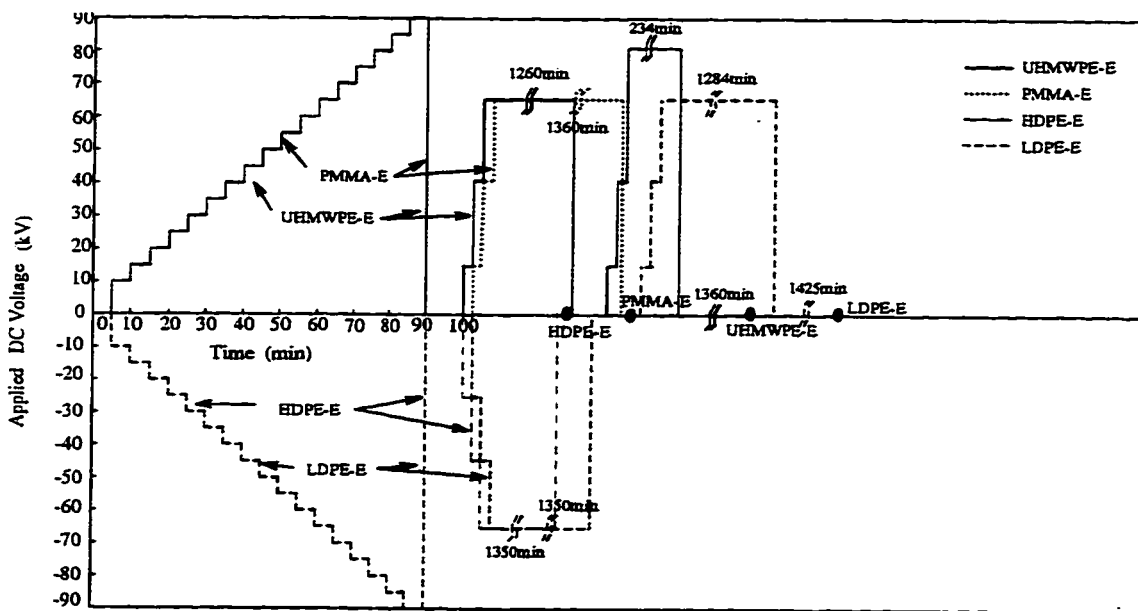 Applied DC Voltage (kV)
90
80
70
60
50
40
30
20
10
0
-10
-20
-30
-40
-50
-60
-70
-80
-90
0 10 20 30 40 50 60 70 80 90 100
Time (min)
PMMA-E
UHMWPE-E
HDPE-E
LDPE-E
1260min
1360min
234min
1284min
1350min
1350min
HDPE-E
PMMA-E
1360min
UHMWPE-E
1425min
LDPE-E
UHMWPE-E
PMMA-E
HDPE-E
LDPE-E